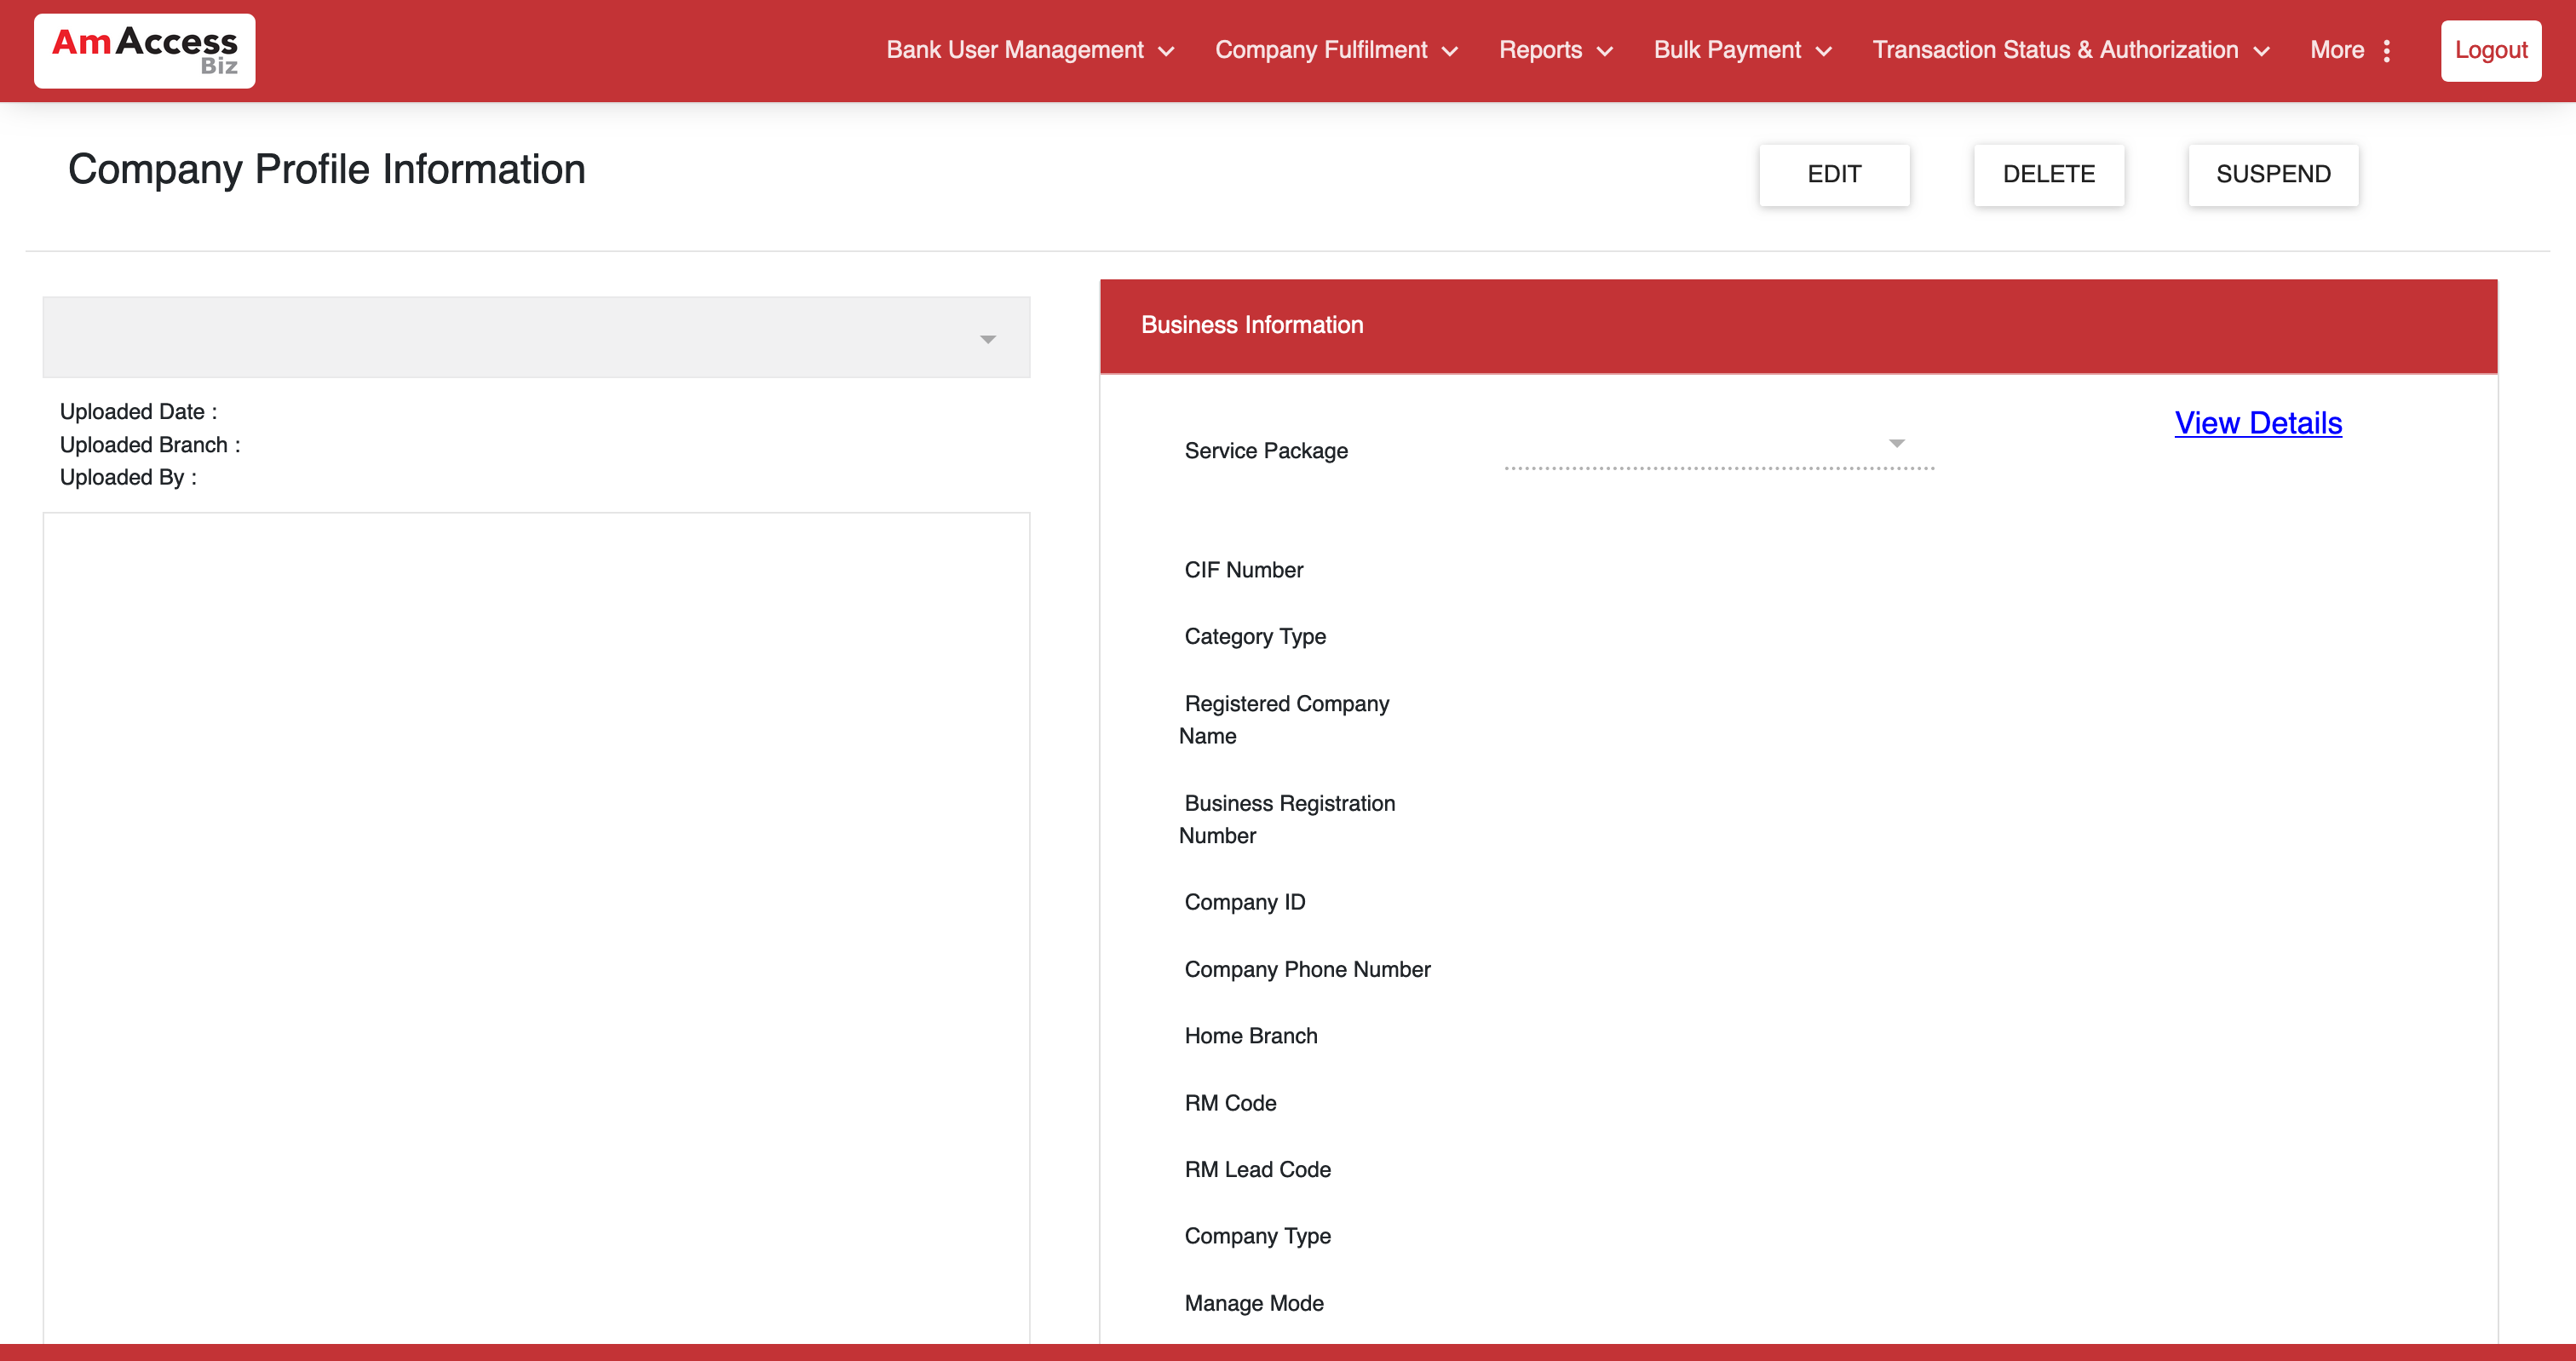 AmAccess
Biz
Bank User Management
Company Fulfilment
Reports
Bulk Payment
Transaction Status & Authorization
More
Logout
Company Profile Information
EDIT
DELETE
SUSPEND
Uploaded Date :
Uploaded Branch :
Uploaded By :
Business Information
Service Package
View Details
CIF Number
Category Type
Registered Company
Name
Business Registration
Number
Company ID
Company Phone Number
Home Branch
RM Code
RM Lead Code
Company Type
Manage Mode